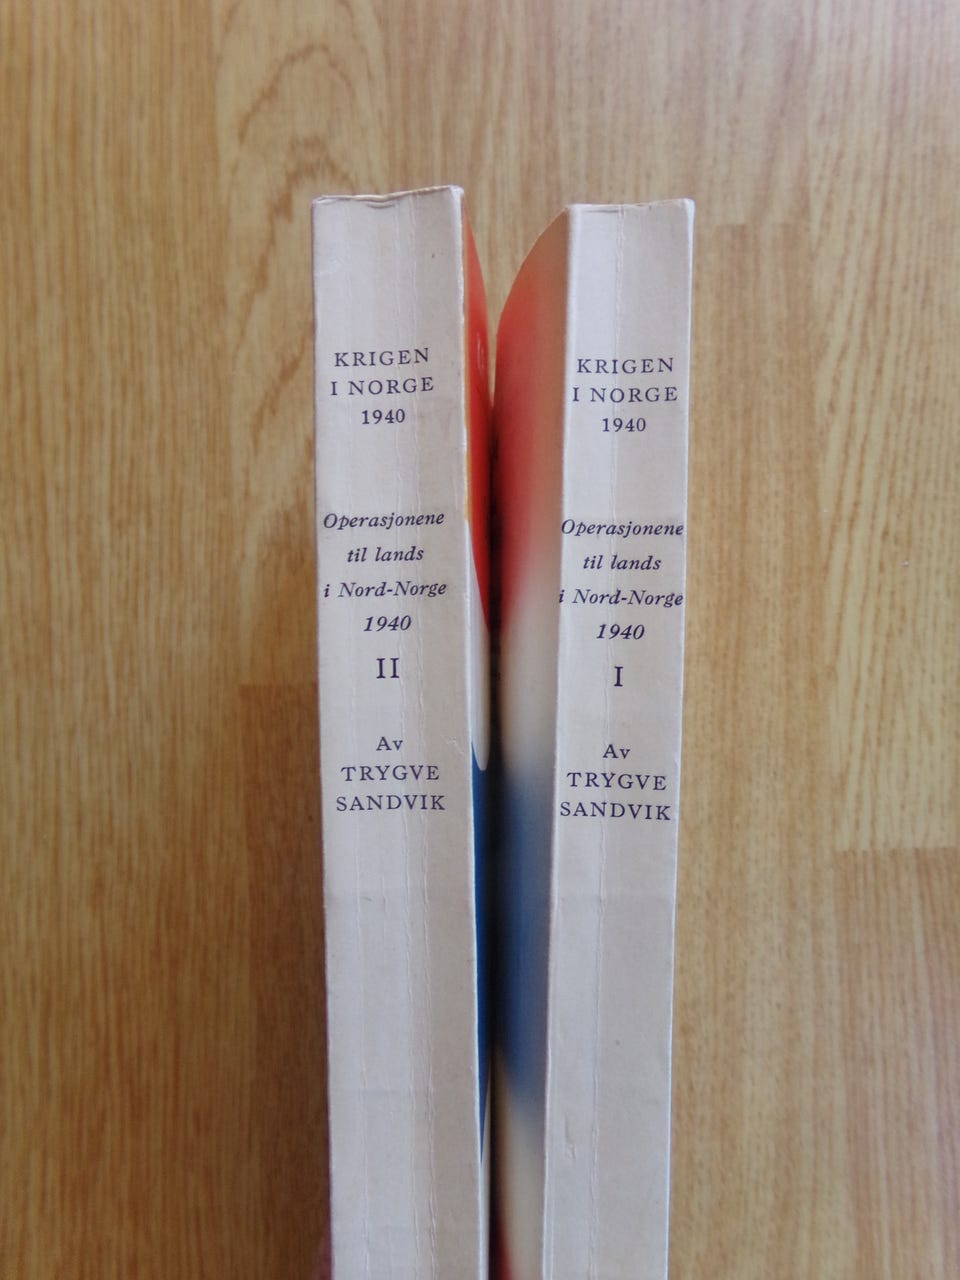 KRIGEN
I NORGE
1940
Operasjonene
til lands
i Nord-Norge
1940
II
Av
TRYGVE
SANDVIK
KRIGEN
I NORGE
1940
Operasjonene
til lands
i Nord-Norge
1940
I
Av
TRYGVE
SANDVIK